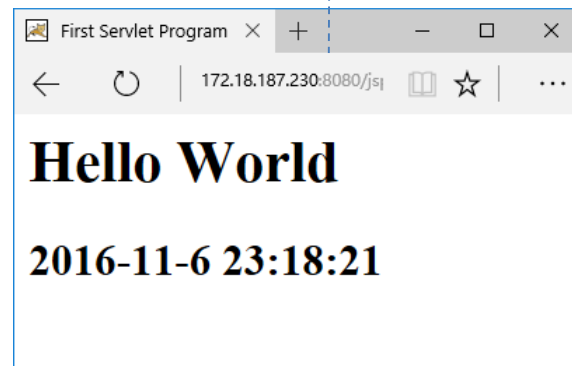 First Servlet Program
172.18.187.230:8080/jsp
Hello World
2016-11-6 23:18:21